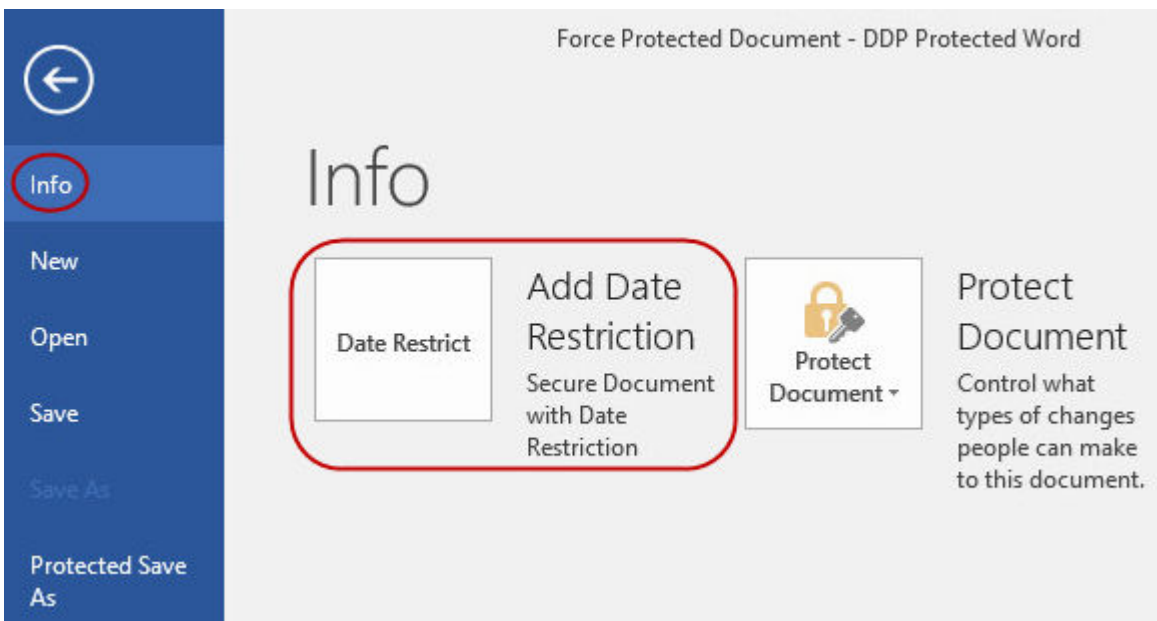 Force Protected Document - DDP Protected Word
Info
New
Open
Save
Save As
Protected Save
As
Info
Date Restrict
Add Date
Restriction
Secure Document
with Date
Restriction
Protect
Document
Protect
Document
Control what
types of changes
people can make
to this document.